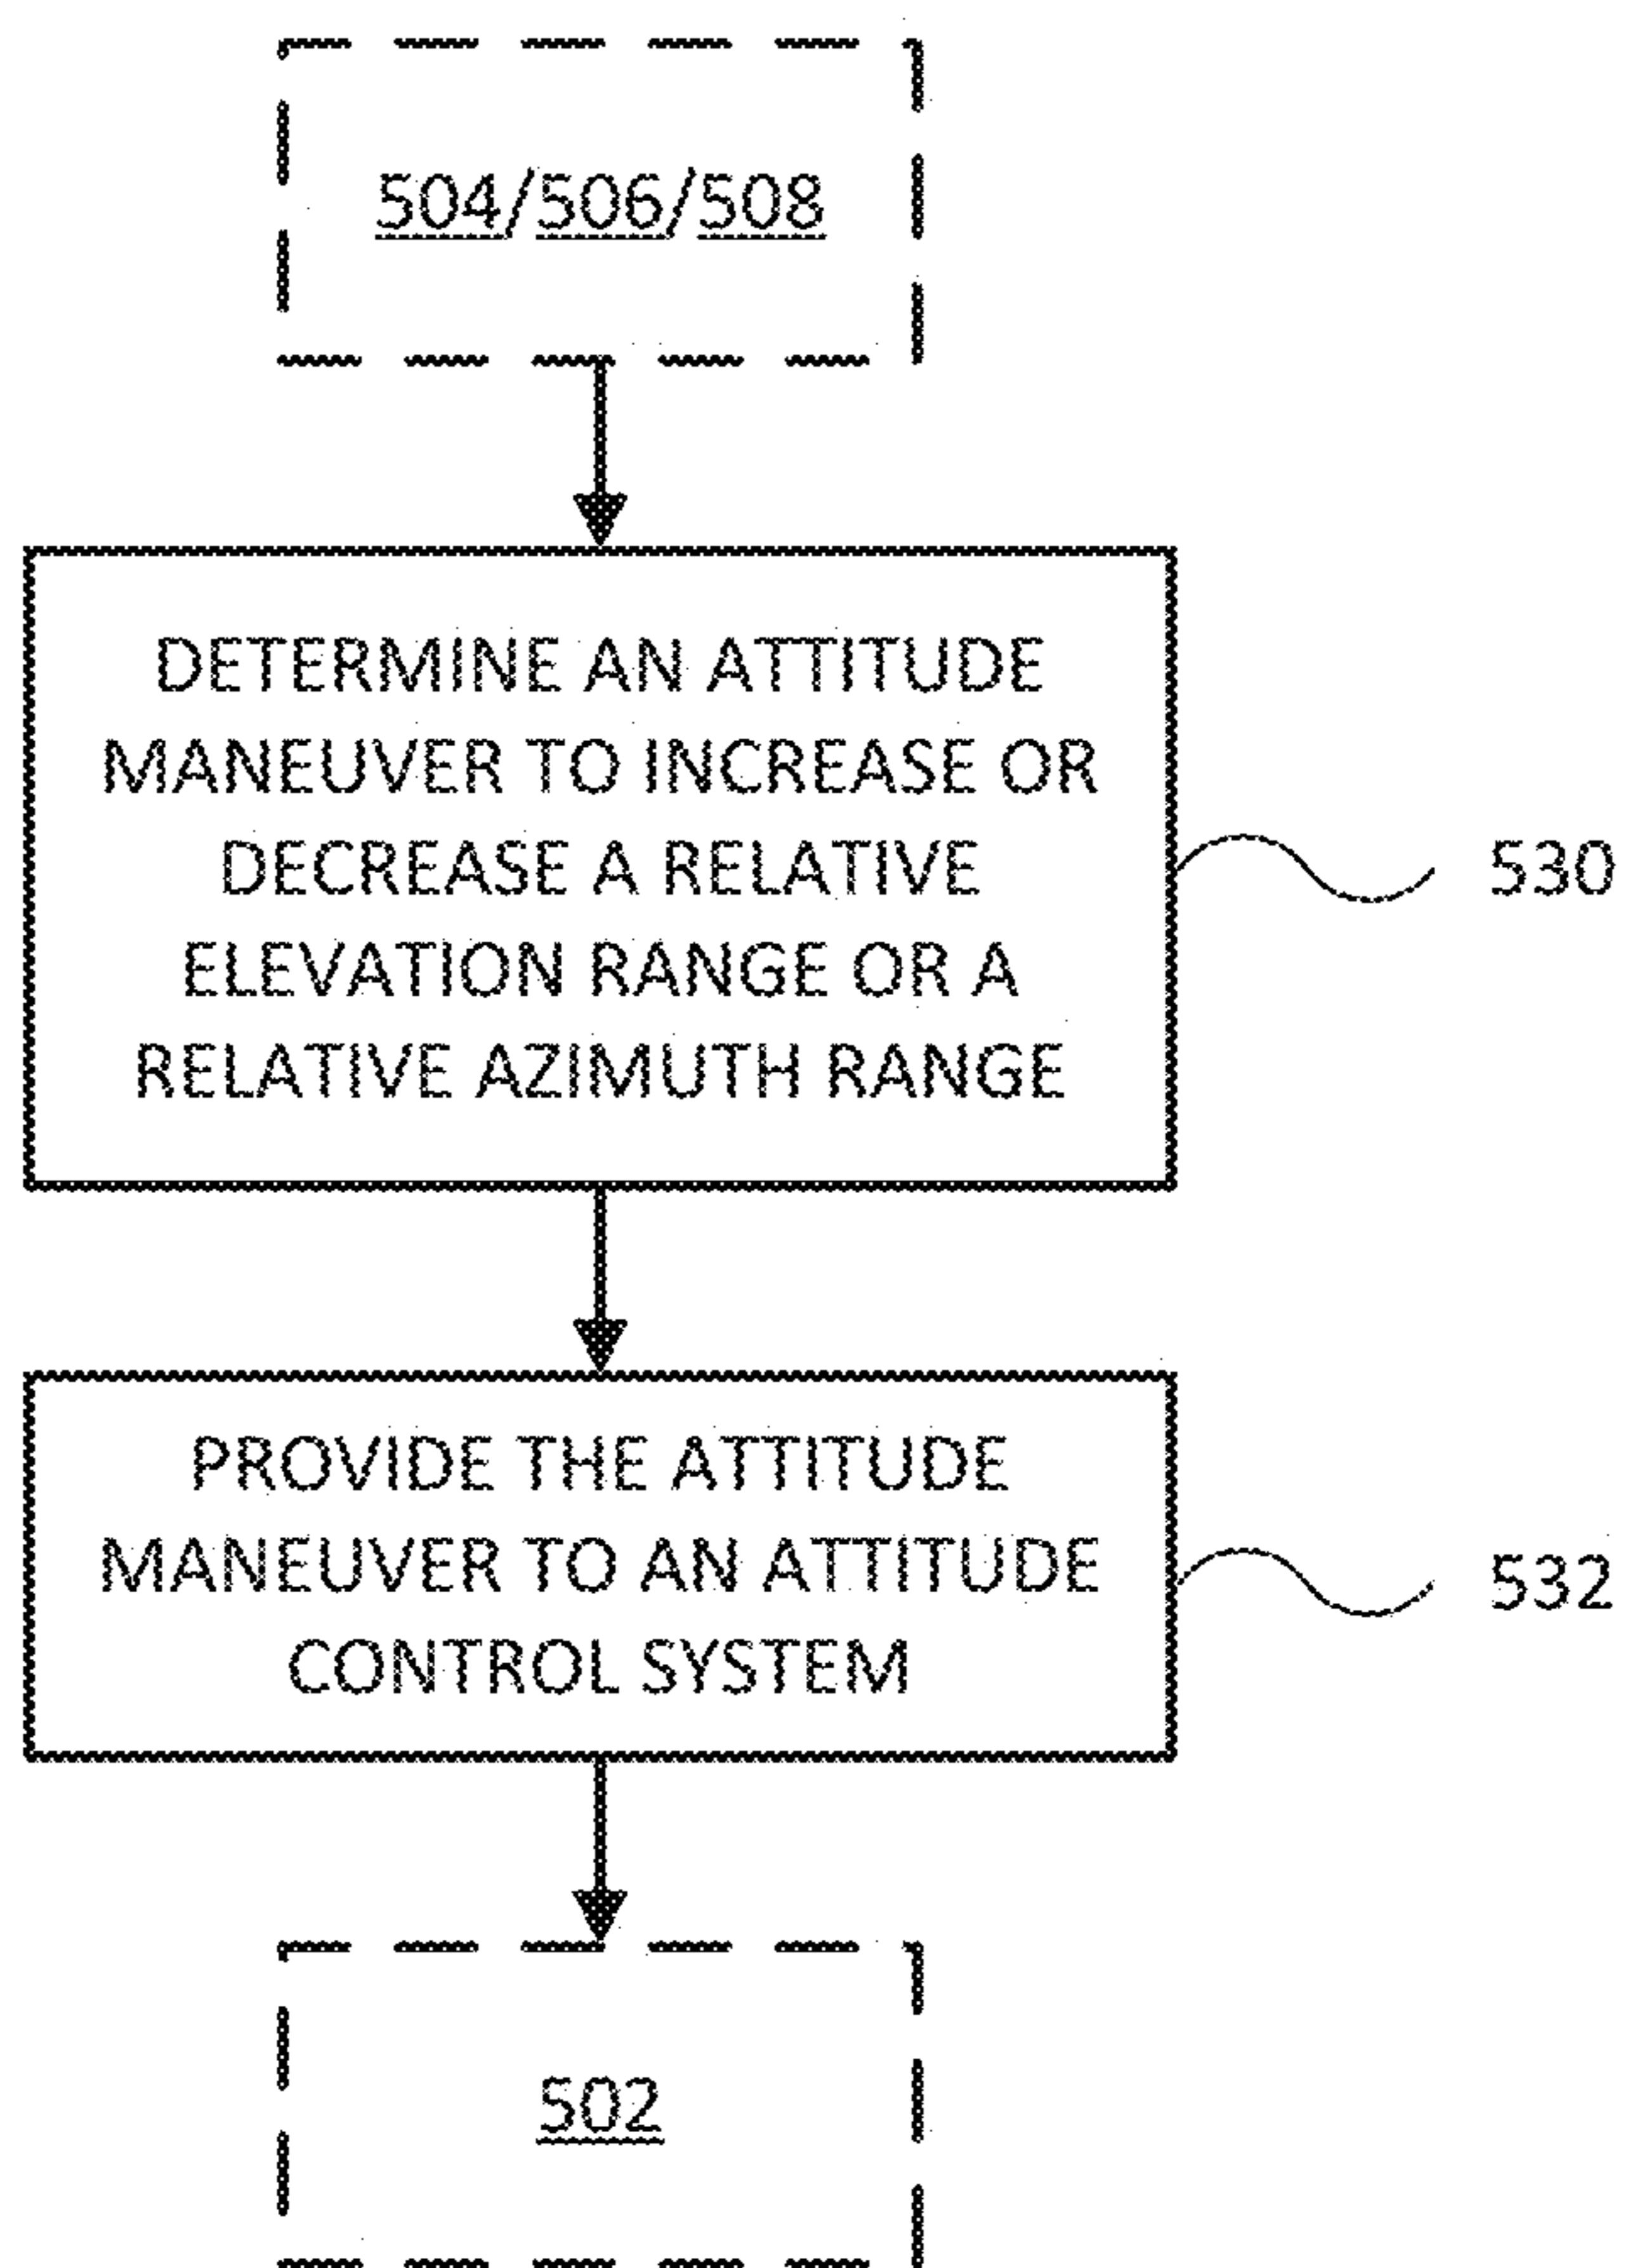 504/506/508
DETERMINE AN ATTITUDE
MANEUVER TO INCREASE OR
DECREASE A RELATIVE
ELEVATION RANGE OR A
RELATIVE AZIMUTH RANGE
530
PROVIDE THE ATTITUDE
MANEUVER TO AN ATTITUDE
CONTROL SYSTEM
532
502